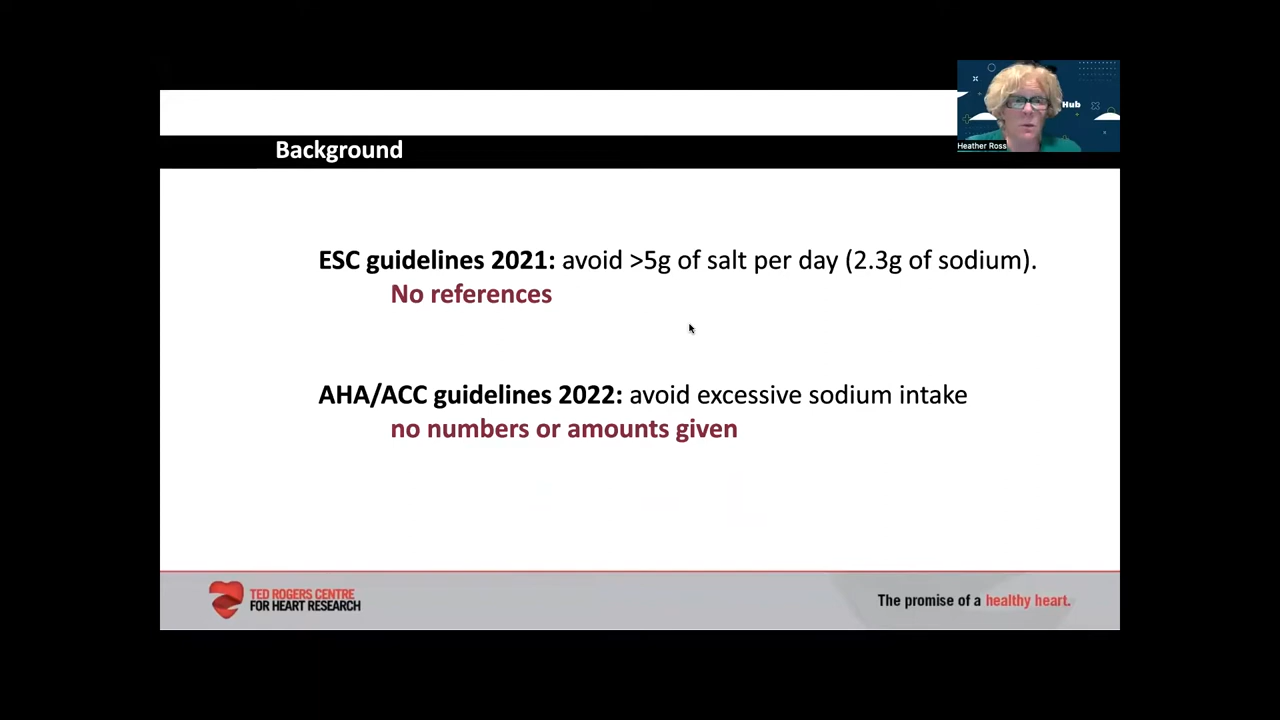 Hub
Heather Ross
Background
ESC guidelines 2021: avoid >5g of salt per day (2.3g of sodium).
No references
AHA/ACC guidelines 2022: avoid excessive sodium intake
no numbers or amounts given
TED ROGERS CENTRE
FOR HEART RESEARCH
The promise of a healthy heart.